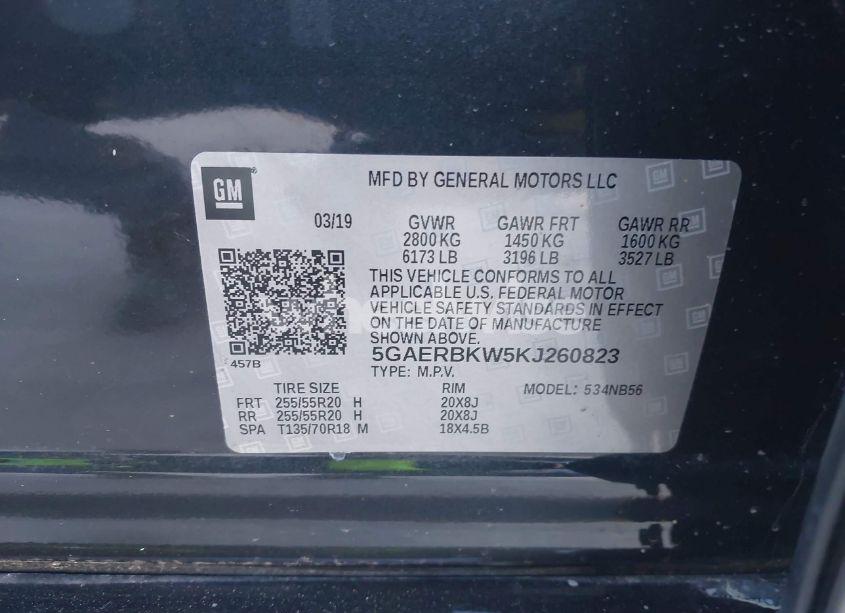 GM
MFD BY GENERAL MOTORS LLC
03/19 GVWR GAWR FRT GAWR RR
2800 KG 1450 KG 1600 KG
6173 LB 3196 LB 3527 LB
THIS VEHICLE CONFORMS TO ALL
APPLICABLE U.S. FEDERAL MOTOR
VEHICLE SAFETY STANDARDS IN EFFECT
ON THE DATE OF MANUFACTURE
SHOWN ABOVE.
457B
5GAERBKW5KJ260823
TYPE: M.P.V.
TIRE SIZE RIM MODEL: 534NB56
FRT 255/55R20 H 20X8J
RR 255/55R20 H 20X8J
SPA T135/70R18 M 18X4.5B